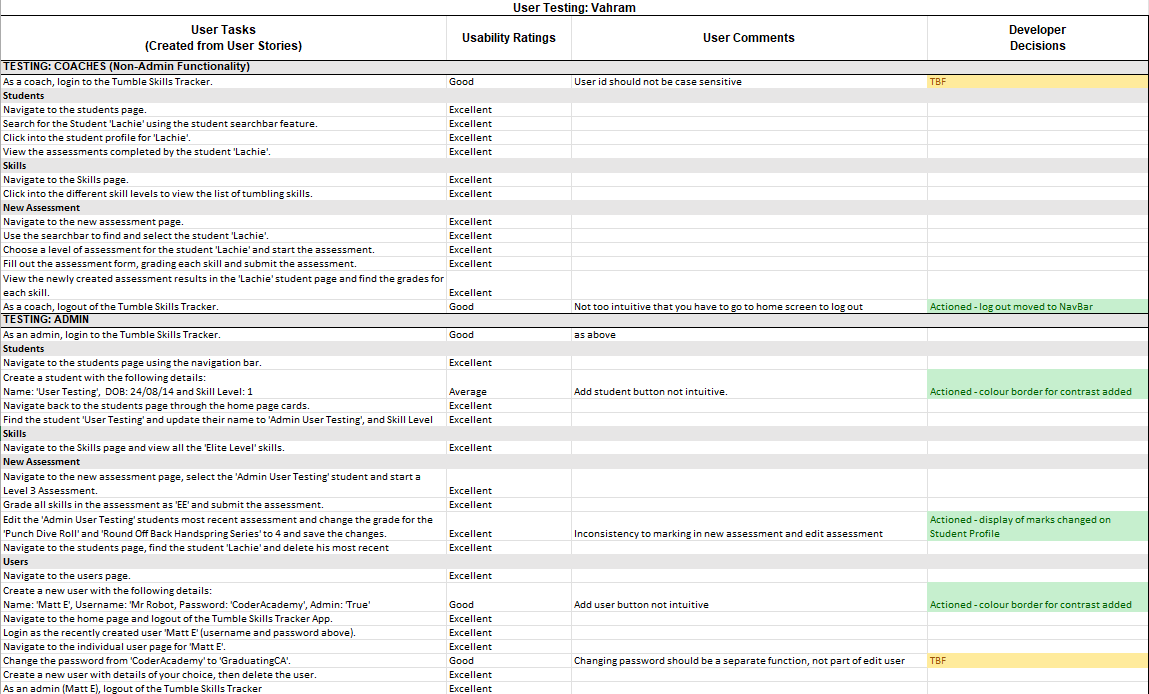 User Testing: Vahram
User Tasks
(Created from User Stories)
Usability Ratings
User Comments
Developer
Decisions
TESTING: COACHES (Non-Admin Functionality)
As a coach, login to the Tumble Skills Tracker. Good User id should not be case sensitive TBF
Students
Navigate to the students page. Excellent
Search for the Student 'Lachie' using the student searchbar feature. Excellent
Click into the student profile for 'Lachie'. Excellent
View the assessments completed by the student 'Lachie'. Excellent
Skills
Navigate to the Skills page. Excellent
Click into the different skill levels to view the list of tumbling skills. Excellent
New Assessment
Navigate to the new assessment page. Excellent
Use the searchbar to find and select the student 'Lachie'. Excellent
Choose a level of assessment for the student 'Lachie' and start the assessment. Excellent
Fill out the assessment form, grading each skill and submit the assessment. Excellent
View the newly created assessment results in the 'Lachie' student page and find the grades for
each skill. Excellent
As a coach, logout of the Tumble Skills Tracker. Good Not too intuitive that you have to go to home screen to log out Actioned - log out moved to NavBar
TESTING: ADMIN
As an admin, login to the Tumble Skills Tracker. Good as above
Students
Navigate to the students page using the navigation bar. Excellent
Create a student with the following details:
Name: 'User Testing', DOB: 24/08/14 and Skill Level: 1 Average Add student button not intuitive. Actioned - colour border for contrast added
Navigate back to the students page through the home page cards. Excellent
Find the student 'User Testing' and update their name to 'Admin User Testing', and Skill Level Excellent
Skills
Navigate to the Skills page and view all the 'Elite Level' skills. Excellent
New Assessment
Navigate to the new assessment page, select the 'Admin User Testing' student and start a
Level 3 Assessment. Excellent
Grade all skills in the assessment as 'EE' and submit the assessment. Excellent
Edit the 'Admin User Testing' students most recent assessment and change the grade for the Actioned - display of marks changed on
'Punch Dive Roll' and 'Round Off Back Handspring Series' to 4 and save the changes. Excellent Inconsistency to marking in new assessment and edit assessment Student Profile
Navigate to the students page, find the student 'Lachie' and delete his most recent Excellent
Users
Navigate to the users page. Excellent
Create a new user with the following details:
Name: 'Matt E', Username: 'Mr Robot, Password: 'CoderAcademy', Admin: 'True' Good Add user button not intuitive Actioned - colour border for contrast added
Navigate to the home page and logout of the Tumble Skills Tracker App. Excellent
Login as the recently created user 'Matt E' (username and password above). Excellent
Navigate to the individual user page for 'Matt E'. Excellent
Change the password from 'CoderAcademy' to 'GraduatingCA'. Good Changing password should be a separate function, not part of edit user TBF
Create a new user with details of your choice, then delete the user. Excellent
As an admin (Matt E), logout of the Tumble Skills Tracker Excellent